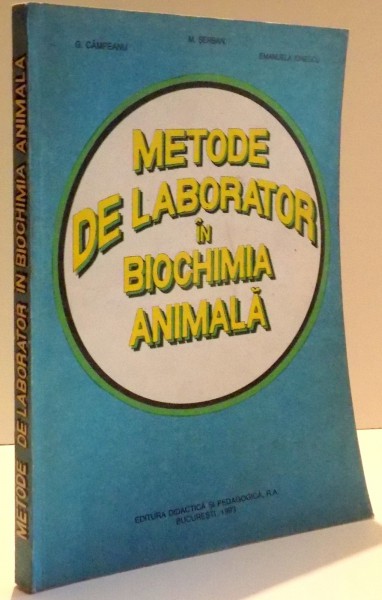 METODE DE LABORATOR ÎN BIOCHIMIA ANIMALĂ
G. CÂMPEANU
M. ȘERBAN
EMANUELA IONESCU
METODE
DE LABORATOR
ÎN
BIOCHIMIA
ANIMALĂ
EDITURA DIDACTICĂ ȘI PEDAGOGICĂ, R.A.
BUCUREȘTI,